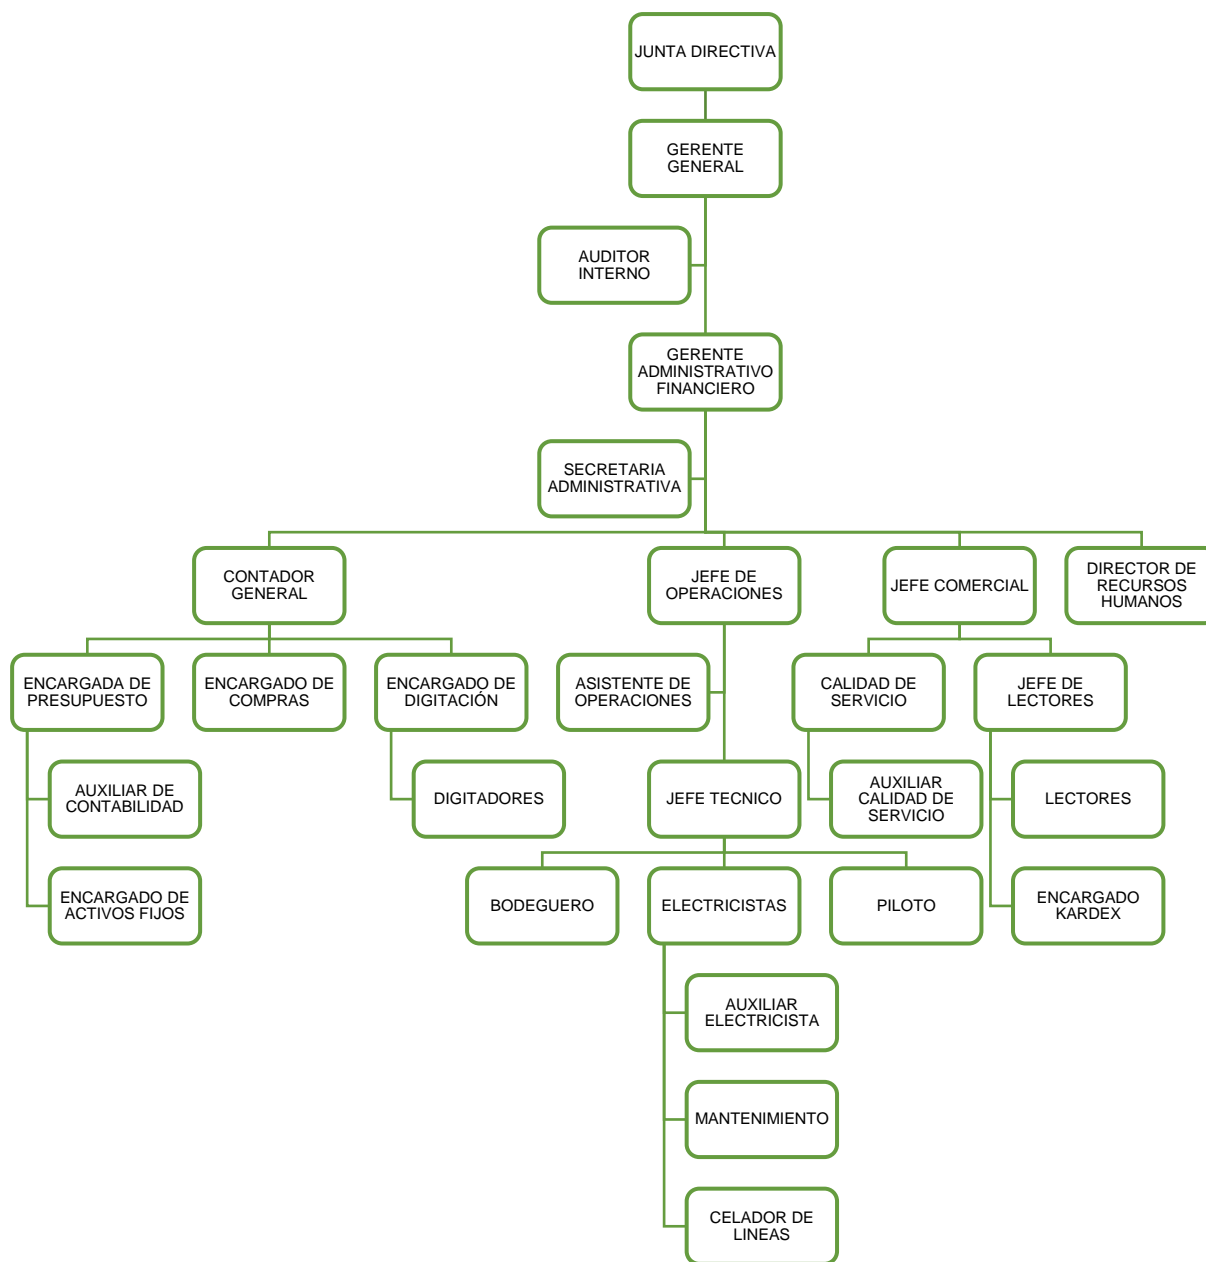 JUNTA DIRECTIVA
GERENTE
GENERAL
AUDITOR
INTERNO
GERENTE
ADMINISTRATIVO
FINANCIERO
SECRETARIA
ADMINISTRATIVA
CONTADOR
GENERAL
JEFE DE
OPERACIONES
JEFE COMERCIAL
DIRECTOR DE
RECURSOS
HUMANOS
ENCARGADA DE
PRESUPUESTO
ENCARGADO DE
COMPRAS
ENCARGADO DE
DIGITACIÓN
ASISTENTE DE
OPERACIONES
CALIDAD DE
SERVICIO
JEFE DE
LECTORES
AUXILIAR DE
CONTABILIDAD
DIGITADORES
JEFE TECNICO
AUXILIAR
CALIDAD DE
SERVICIO
LECTORES
ENCARGADO DE
ACTIVOS FIJOS
BODEGUERO
ELECTRICISTAS
PILOTO
ENCARGADO
KARDEX
AUXILIAR
ELECTRICISTA
MANTENIMIENTO
CELADOR DE
LINEAS